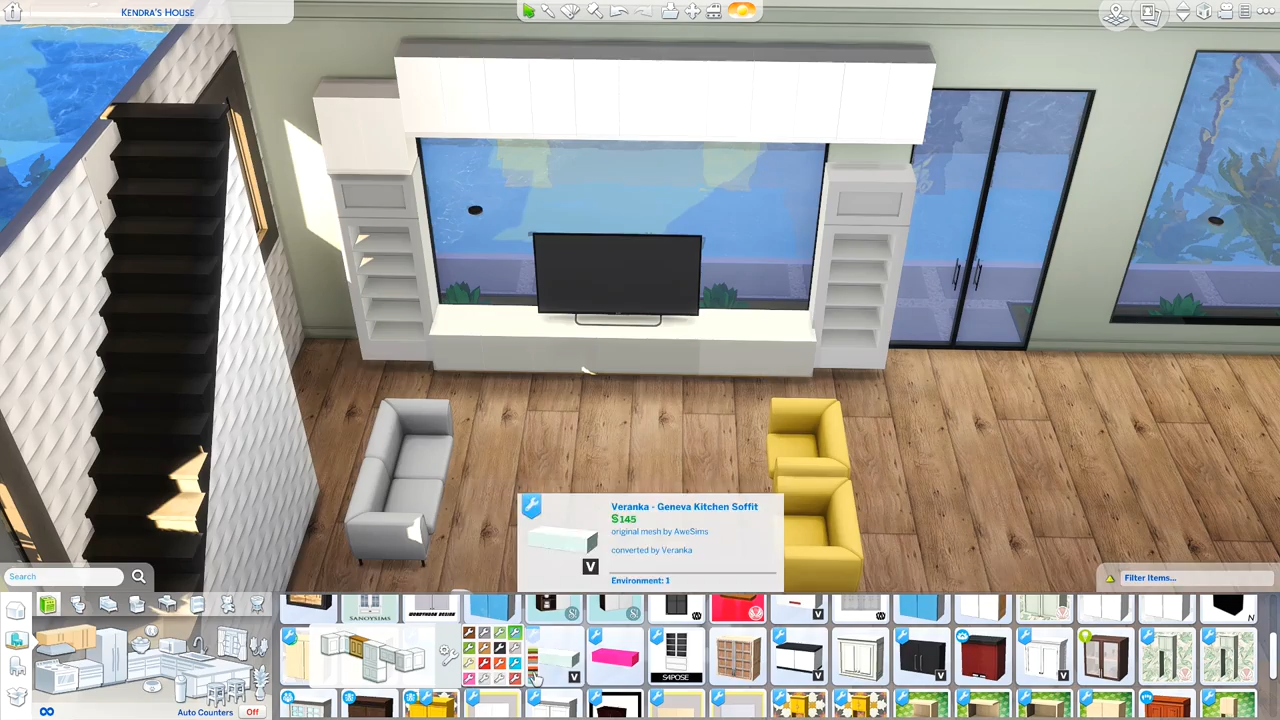 KENDRA'S HOUSE
Veranka - Geneva Kitchen Soffit
§145
original mesh by AweSims
converted by Veranka
V
Environment: 1
Search
Filter Items...
SANOYSIMS
S
S
W
V
W
N
V
S4POSE
V
V
V
Auto Counters
Off